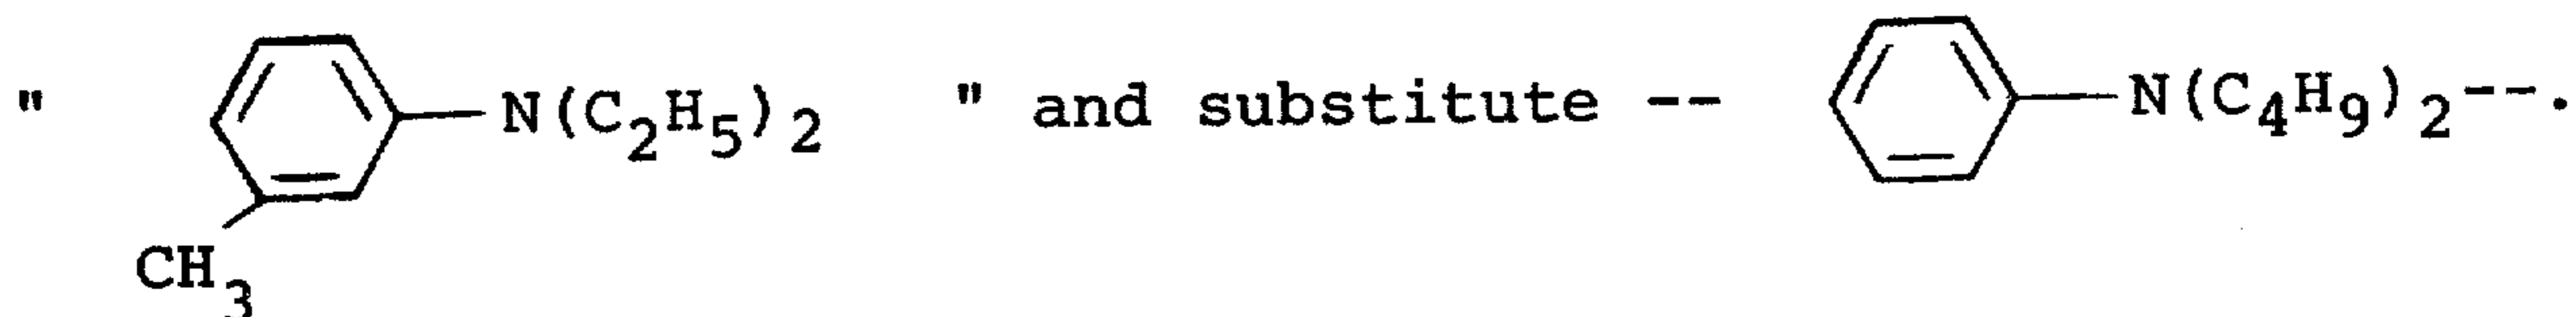 " N(C₂H₅)₂ " and substitute -- N(C₄H₉)₂--.
CH₃